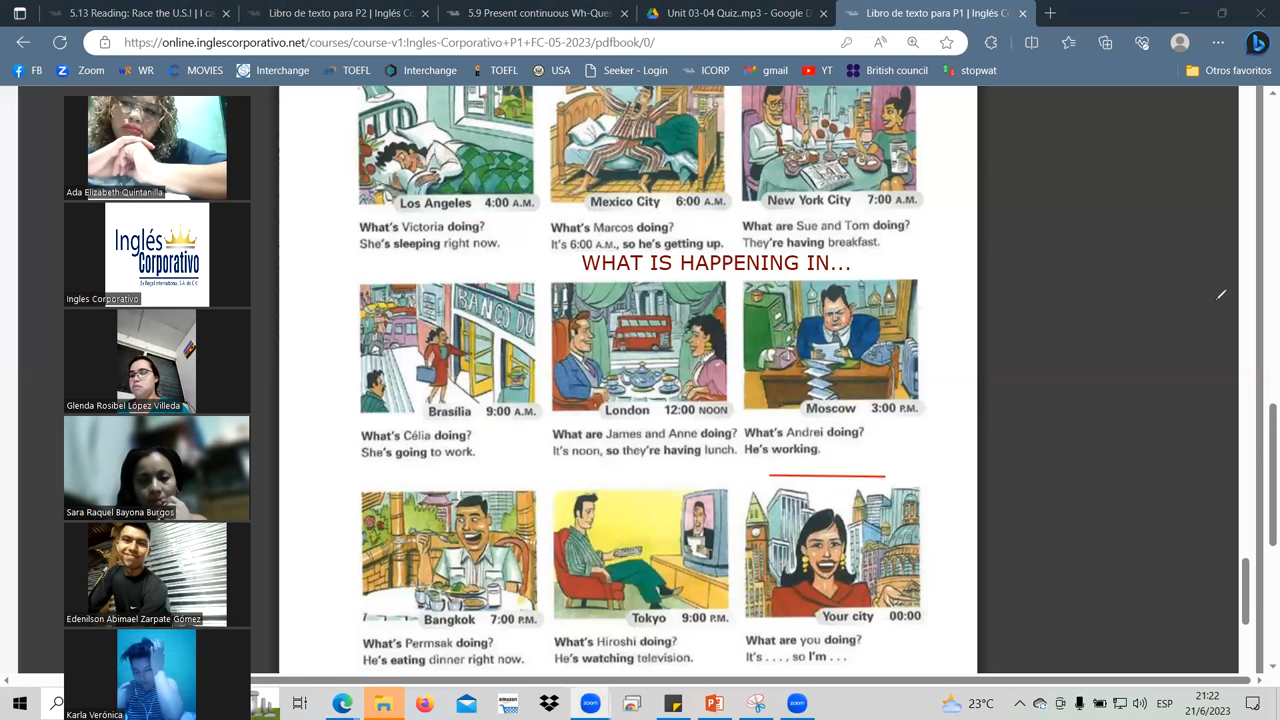 5.13 Reading: Race the U.S.! | I ca
Libro de texto para P2 | Inglés Co
5.9 Present continuous Wh-Ques
Unit 03-04 Quiz..mp3 - Google D
Libro de texto para P1 | Inglés Co
https://online.inglescorporativo.net/courses/course-v1:Ingles-Corporativo+P1+FC-05-2023/pdfbook/0/
FB Zoom WR MOVIES Interchange TOEFL Interchange TOEFL USA Seeker - Login ICORP gmail YT British council stopwat Otros favoritos
Los Angeles 4:00 A.M. Mexico City 6:00 A.M. New York City 7:00 A.M.
What's Victoria doing? What's Marcos doing? What are Sue and Tom doing?
She's sleeping right now. It's 6:00 A.M., so he's getting up. They're having breakfast.
WHAT IS HAPPENING IN...
BANCO DO
Brasília 9:00 A.M. London 12:00 NOON Moscow 3:00 P.M.
What's Célia doing? What are James and Anne doing? What's Andrei doing?
She's going to work. It's noon, so they're having lunch. He's working.
Bangkok 7:00 P.M. Tokyo 9:00 P.M. Your city 00:00
What's Permsak doing? What's Hiroshi doing? What are you doing?
He's eating dinner right now. He's watching television. It's . . . , so I'm . . .
Ada Elizabeth Quintanilla
Inglés
Corporativo
Ingles Corporativo
Glenda Rosibel López Villeda
Sara Raquel Bayona Burgos
Edenilson Abimael Zarpate Gómez
Karla Verónica
amazon
zoom
zoom
23°C
ESP
21:22
21/6/2023